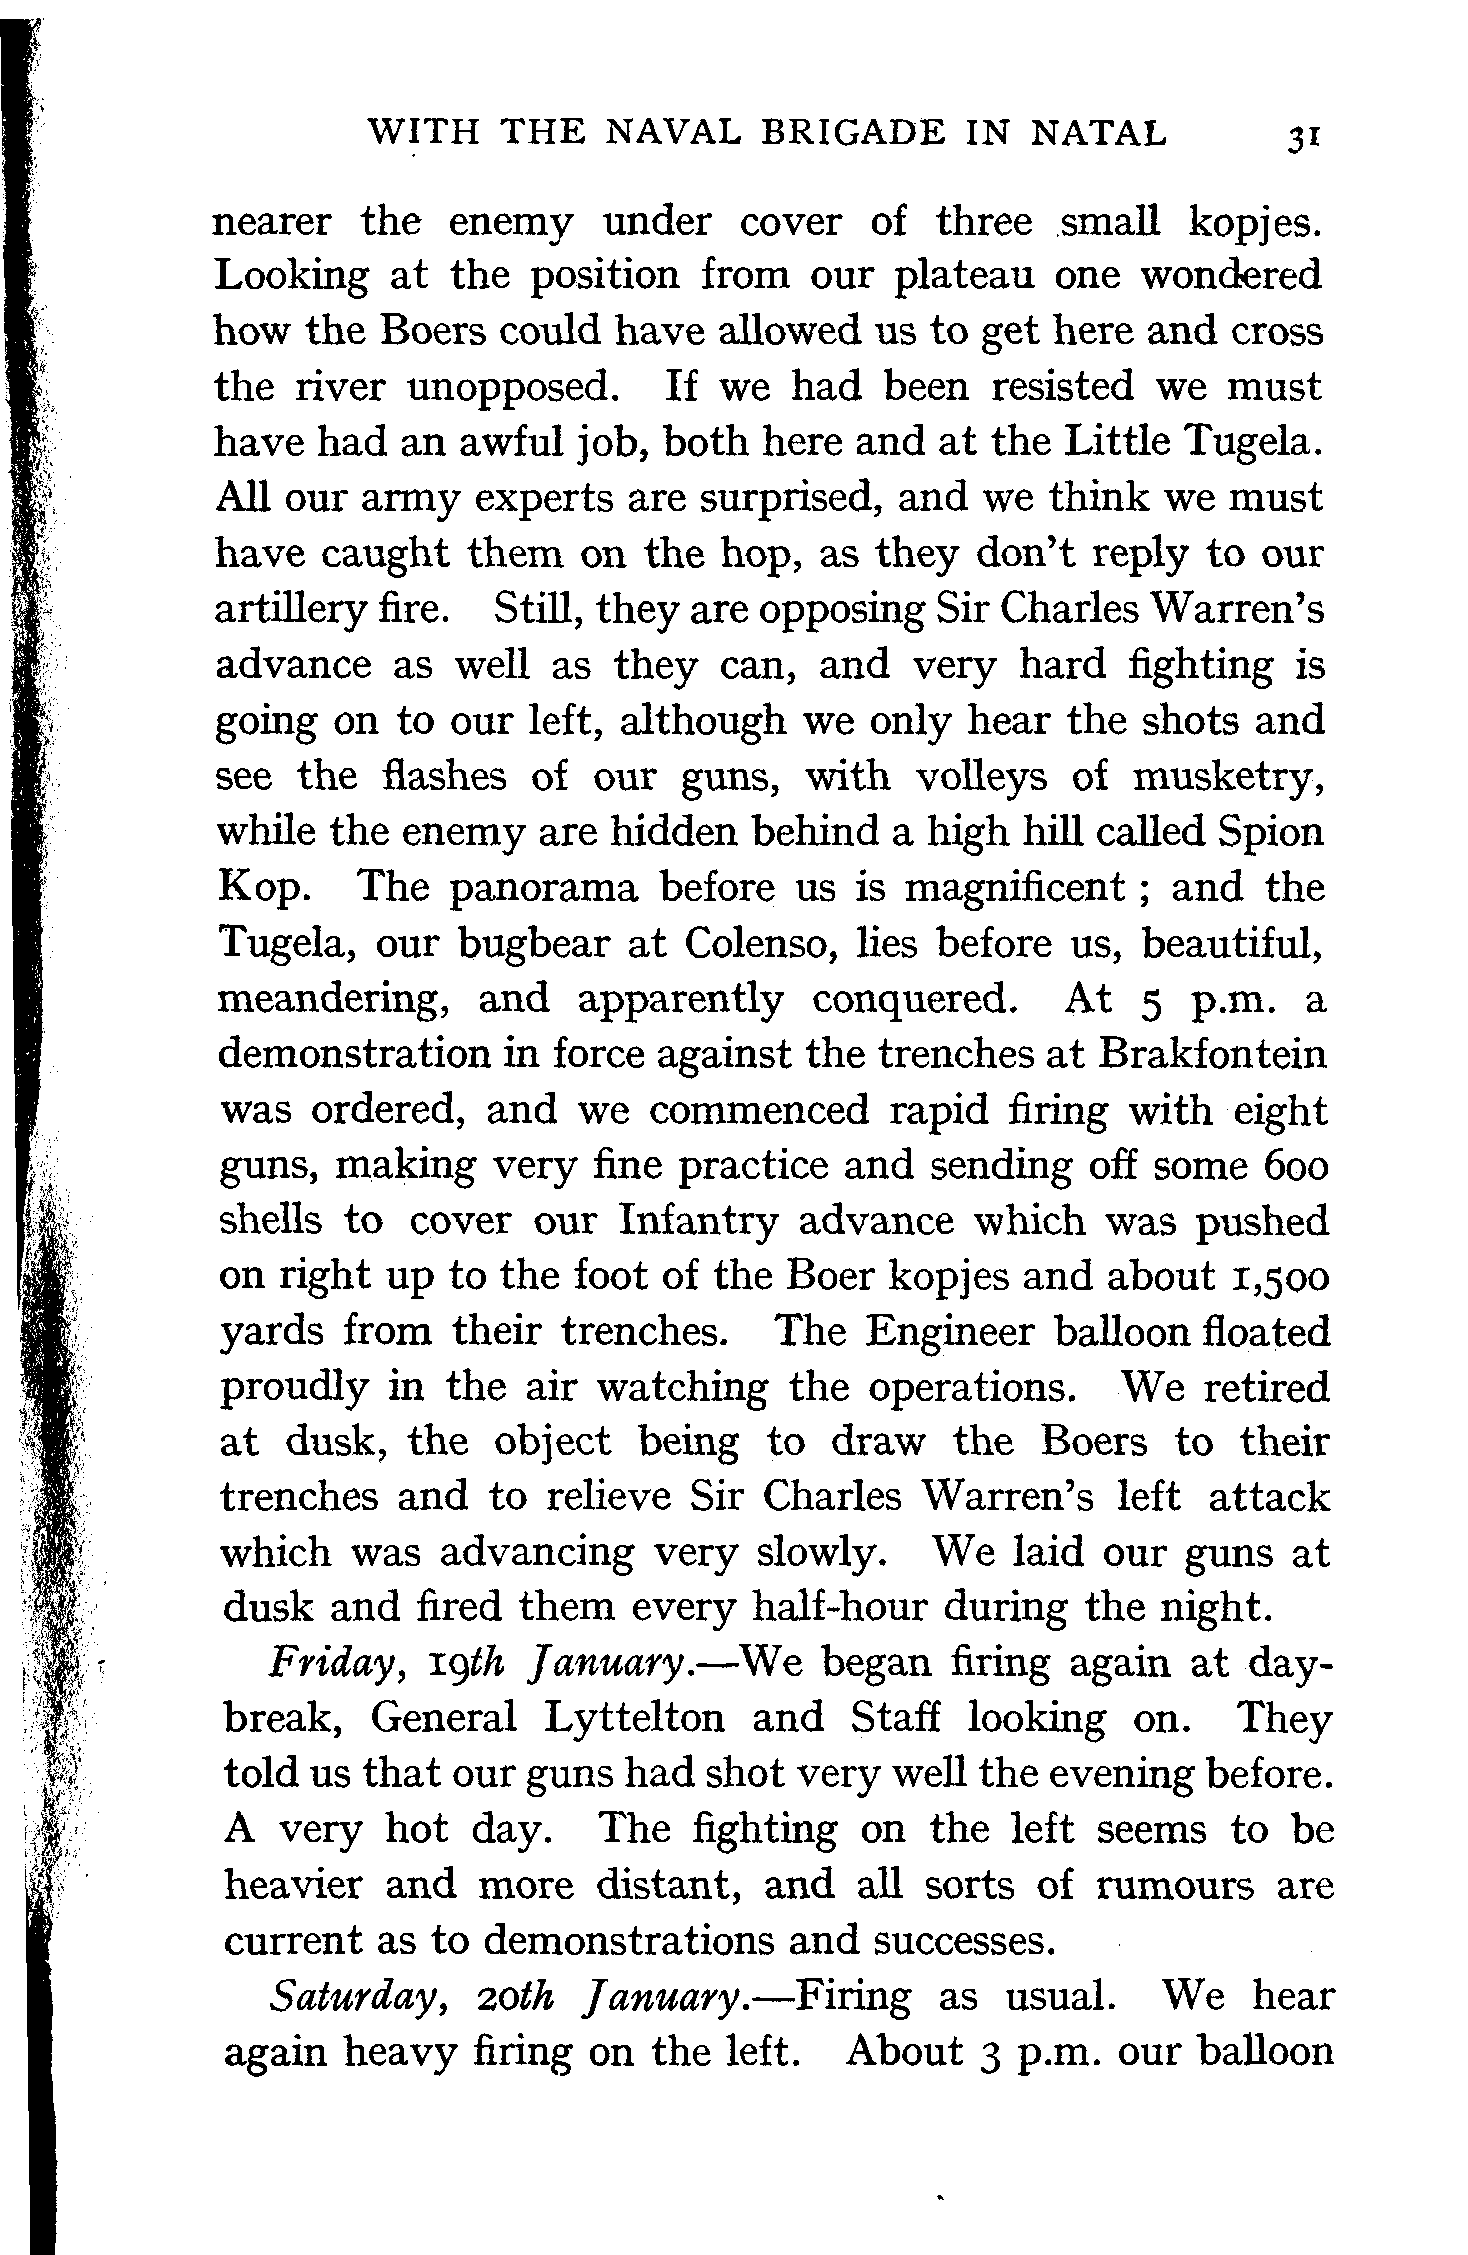 WITH THE NAVAL BRIGADE IN NATAL 31
nearer the enemy under cover of three small kopjes.
Looking at the position from our plateau one wondered
how the Boers could have allowed us to get here and cross
the river unopposed. If we had been resisted we must
have had an awful job, both here and at the Little Tugela.
All our army experts are surprised, and we think we must
have caught them on the hop, as they don't reply to our
artillery fire. Still, they are opposing Sir Charles Warren's
advance as well as they can, and very hard fighting is
going on to our left, although we only hear the shots and
see the flashes of our guns, with volleys of musketry,
while the enemy are hidden behind a high hill called Spion
Kop. The panorama before us is magnificent ; and the
Tugela, our bugbear at Colenso, lies before us, beautiful,
meandering, and apparently conquered. At 5 p.m. a
demonstration in force against the trenches at Brakfontein
was ordered, and we commenced rapid firing with eight
guns, making very fine practice and sending off some 600
shells to cover our Infantry advance which was pushed
on right up to the foot of the Boer kopjes and about 1,500
yards from their trenches. The Engineer balloon floated
proudly in the air watching the operations. We retired
at dusk, the object being to draw the Boers to their
trenches and to relieve Sir Charles Warren's left attack
which was advancing very slowly. We laid our guns at
dusk and fired them every half-hour during the night.
Friday, 19th January.—We began firing again at day-
break, General Lyttelton and Staff looking on. They
told us that our guns had shot very well the evening before.
A very hot day. The fighting on the left seems to be
heavier and more distant, and all sorts of rumours are
current as to demonstrations and successes.
Saturday, 20th January.—Firing as usual. We hear
again heavy firing on the left. About 3 p.m. our balloon